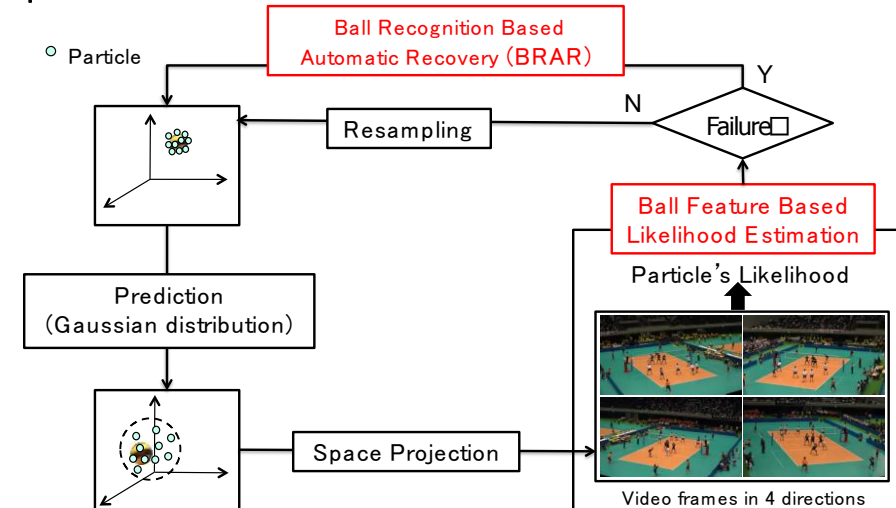 Particle
Ball Recognition Based
Automatic Recovery (BRAR)
Y
N
Resampling
Failure□
Ball Feature Based
Likelihood Estimation
Particle's Likelihood
Prediction
(Gaussian distribution)
Space Projection
Video frames in 4 directions